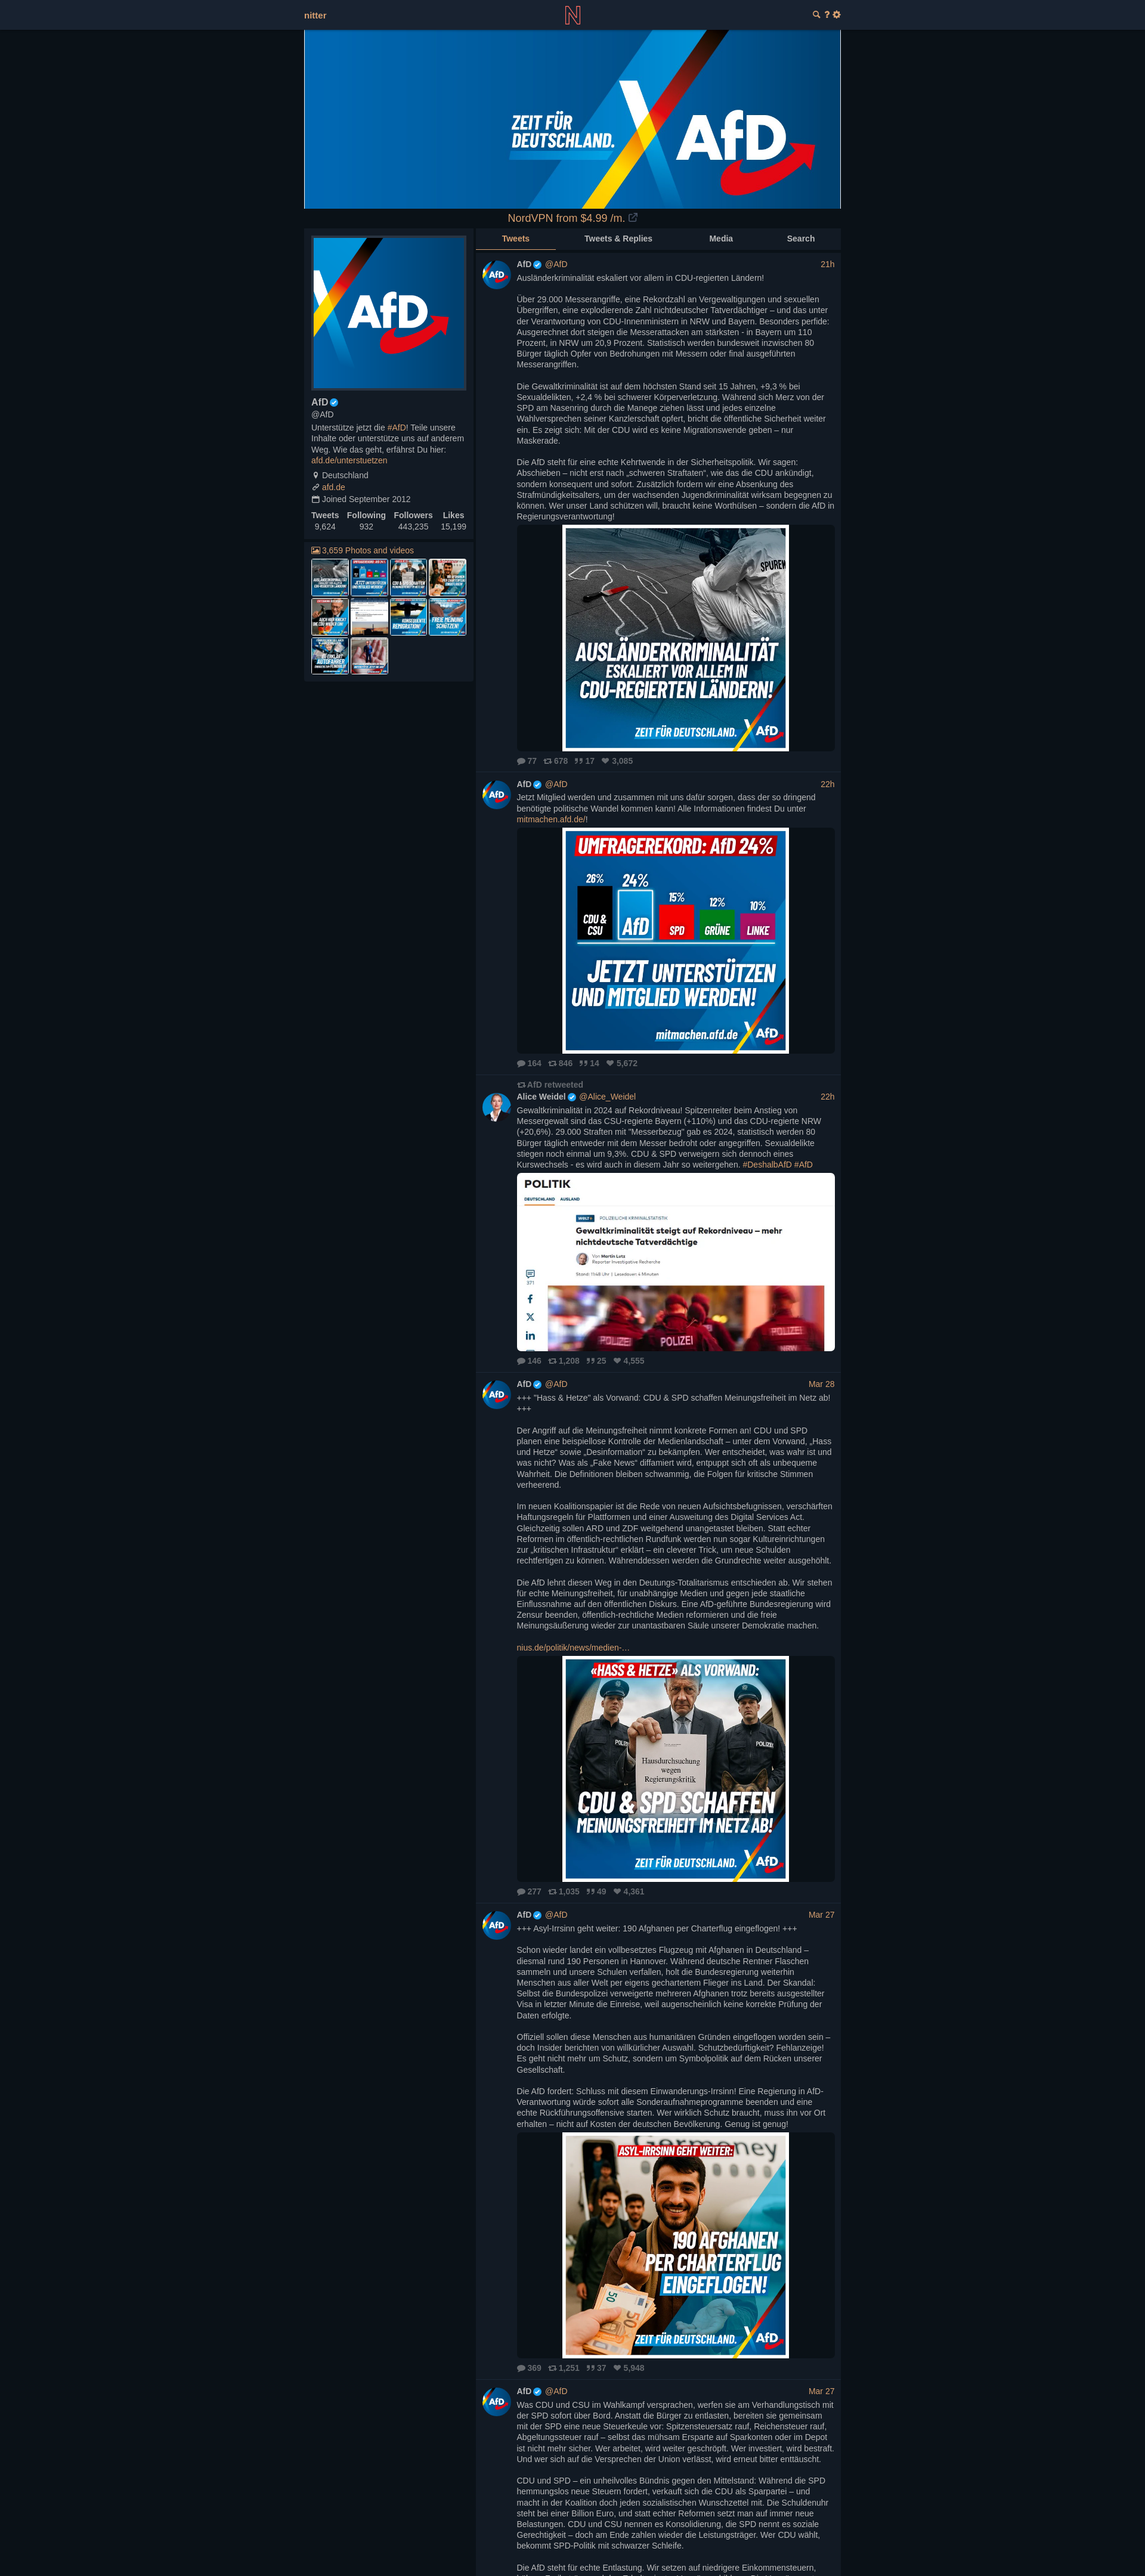 nitter
ZEIT FÜR
DEUTSCHLAND.
AfD
NordVPN from $4.99 /m.
AfD
AfD
@AfD
Unterstütze jetzt die #AfD! Teile unsere
Inhalte oder unterstütze uns auf anderem
Weg. Wie das geht, erfährst Du hier:
afd.de/unterstuetzen
Deutschland
afd.de
Joined September 2012
Tweets Following Followers Likes
9,624 932 443,235 15,199
3,659 Photos and videos
Tweets Tweets & Replies Media Search
AfD @AfD 21h
Ausländerkriminalität eskaliert vor allem in CDU-regierten Ländern!
Über 29.000 Messerangriffe, eine Rekordzahl an Vergewaltigungen und sexuellen
Übergriffen, eine explodierende Zahl nichtdeutscher Tatverdächtiger – und das unter
der Verantwortung von CDU-Innenministern in NRW und Bayern. Besonders perfide:
Ausgerechnet dort steigen die Messerattacken am stärksten - in Bayern um 110
Prozent, in NRW um 20,9 Prozent. Statistisch werden bundesweit inzwischen 80
Bürger täglich Opfer von Bedrohungen mit Messern oder final ausgeführten
Messerangriffen.
Die Gewaltkriminalität ist auf dem höchsten Stand seit 15 Jahren, +9,3 % bei
Sexualdelikten, +2,4 % bei schwerer Körperverletzung. Während sich Merz von der
SPD am Nasenring durch die Manege ziehen lässt und jedes einzelne
Wahlversprechen seiner Kanzlerschaft opfert, bricht die öffentliche Sicherheit weiter
ein. Es zeigt sich: Mit der CDU wird es keine Migrationswende geben – nur
Maskerade.
Die AfD steht für eine echte Kehrtwende in der Sicherheitspolitik. Wir sagen:
Abschieben – nicht erst nach „schweren Straftaten“, wie das die CDU ankündigt,
sondern konsequent und sofort. Zusätzlich fordern wir eine Absenkung des
Strafmündigkeitsalters, um der wachsenden Jugendkriminalität wirksam begegnen zu
können. Wer unser Land schützen will, braucht keine Worthülsen – sondern die AfD in
Regierungsverantwortung!
SPUREN
AUSLÄNDERKRIMINALITÄT
ESKALIERT VOR ALLEM IN
CDU-REGIERTEN LÄNDERN!
ZEIT FÜR DEUTSCHLAND.
AfD
77 678 17 3,085
AfD @AfD 22h
Jetzt Mitglied werden und zusammen mit uns dafür sorgen, dass der so dringend
benötigte politische Wandel kommen kann! Alle Informationen findest Du unter
mitmachen.afd.de/!
UMFRAGEREKORD: AfD 24%
26% 24% 15% 12% 10%
CDU & CSU AfD SPD GRÜNE LINKE
JETZT UNTERSTÜTZEN
UND MITGLIED WERDEN!
mitmachen.afd.de AfD
164 846 14 5,672
AfD retweeted
Alice Weidel @Alice_Weidel 22h
Gewaltkriminalität in 2024 auf Rekordniveau! Spitzenreiter beim Anstieg von
Messergewalt sind das CSU-regierte Bayern (+110%) und das CDU-regierte NRW
(+20,6%). 29.000 Straften mit "Messerbezug" gab es 2024, statistisch werden 80
Bürger täglich entweder mit dem Messer bedroht oder angegriffen. Sexualdelikte
stiegen noch einmal um 9,3%. CDU & SPD verweigern sich dennoch eines
Kurswechsels - es wird auch in diesem Jahr so weitergehen. #DeshalbAfD #AfD
POLITIK
DEUTSCHLAND AUSLAND
WELT+ POLIZEILICHE KRIMINALSTATISTIK
Gewaltkriminalität steigt auf Rekordniveau – mehr
nichtdeutsche Tatverdächtige
Von Martin Lutz
Reporter Investigative Recherche
371
POLIZEI POLIZEI POLIZEI
146 1,208 25 4,555
AfD @AfD Mar 28
+++ "Hass & Hetze" als Vorwand: CDU & SPD schaffen Meinungsfreiheit im Netz ab!
+++
Der Angriff auf die Meinungsfreiheit nimmt konkrete Formen an! CDU und SPD
planen eine beispiellose Kontrolle der Medienlandschaft – unter dem Vorwand, „Hass
und Hetze“ sowie „Desinformation“ zu bekämpfen. Wer entscheidet, was wahr ist und
was nicht? Was als „Fake News“ diffamiert wird, entpuppt sich oft als unbequeme
Wahrheit. Die Definitionen bleiben schwammig, die Folgen für kritische Stimmen
verheerend.
Im neuen Koalitionspapier ist die Rede von neuen Aufsichtsbefugnissen, verschärften
Haftungsregeln für Plattformen und einer Ausweitung des Digital Services Act.
Gleichzeitig sollen ARD und ZDF weitgehend unangetastet bleiben. Statt echter
Reformen im öffentlich-rechtlichen Rundfunk werden nun sogar Kultureinrichtungen
zur „kritischen Infrastruktur“ erklärt – ein cleverer Trick, um neue Schulden
rechtfertigen zu können. Währenddessen werden die Grundrechte weiter ausgehöhlt.
Die AfD lehnt diesen Weg in den Deutungs-Totalitarismus entschieden ab. Wir stehen
für echte Meinungsfreiheit, für unabhängige Medien und gegen jede staatliche
Einflussnahme auf den öffentlichen Diskurs. Eine AfD-geführte Bundesregierung wird
Zensur beenden, öffentlich-rechtliche Medien reformieren und die freie
Meinungsäußerung wieder zur unantastbaren Säule unserer Demokratie machen.
nius.de/politik/news/medien-…
«HASS & HETZE» ALS VORWAND:
POLIZEI POLIZEI
Hausdurchsuchung
wegen
Regierungskritik
CDU & SPD SCHAFFEN
MEINUNGSFREIHEIT IM NETZ AB!
ZEIT FÜR DEUTSCHLAND.
AfD
277 1,035 49 4,361
AfD @AfD Mar 27
+++ Asyl-Irrsinn geht weiter: 190 Afghanen per Charterflug eingeflogen! +++
Schon wieder landet ein vollbesetztes Flugzeug mit Afghanen in Deutschland –
diesmal rund 190 Personen in Hannover. Während deutsche Rentner Flaschen
sammeln und unsere Schulen verfallen, holt die Bundesregierung weiterhin
Menschen aus aller Welt per eigens gechartertem Flieger ins Land. Der Skandal:
Selbst die Bundespolizei verweigerte mehreren Afghanen trotz bereits ausgestellter
Visa in letzter Minute die Einreise, weil augenscheinlich keine korrekte Prüfung der
Daten erfolgte.
Offiziell sollen diese Menschen aus humanitären Gründen eingeflogen worden sein –
doch Insider berichten von willkürlicher Auswahl. Schutzbedürftigkeit? Fehlanzeige!
Es geht nicht mehr um Schutz, sondern um Symbolpolitik auf dem Rücken unserer
Gesellschaft.
Die AfD fordert: Schluss mit diesem Einwanderungs-Irrsinn! Eine Regierung in AfD-
Verantwortung würde sofort alle Sonderaufnahmeprogramme beenden und eine
echte Rückführungsoffensive starten. Wer wirklich Schutz braucht, muss ihn vor Ort
erhalten – nicht auf Kosten der deutschen Bevölkerung. Genug ist genug!
ASYL-IRRSINN GEHT WEITER:
190 AFGHANEN
PER CHARTERFLUG
EINGEFLOGEN!
50 50
ZEIT FÜR DEUTSCHLAND.
AfD
369 1,251 37 5,948
AfD @AfD Mar 27
Was CDU und CSU im Wahlkampf versprachen, werfen sie am Verhandlungstisch mit
der SPD sofort über Bord. Anstatt die Bürger zu entlasten, bereiten sie gemeinsam
mit der SPD eine neue Steuerkeule vor: Spitzensteuersatz rauf, Reichensteuer rauf,
Abgeltungssteuer rauf – selbst das mühsam Ersparte auf Sparkonten oder im Depot
ist nicht mehr sicher. Wer arbeitet, wird weiter geschröpft. Wer investiert, wird bestraft.
Und wer sich auf die Versprechen der Union verlässt, wird erneut bitter enttäuscht.
CDU und SPD – ein unheilvolles Bündnis gegen den Mittelstand: Während die SPD
hemmungslos neue Steuern fordert, verkauft sich die CDU als Sparpartei – und
macht in der Koalition doch jeden sozialistischen Wunschzettel mit. Die Schuldenuhr
steht bei einer Billion Euro, und statt echter Reformen setzt man auf immer neue
Belastungen. CDU und CSU nennen es Konsolidierung, die SPD nennt es soziale
Gerechtigkeit – doch am Ende zahlen wieder die Leistungsträger. Wer CDU wählt,
bekommt SPD-Politik mit schwarzer Schleife.
Die AfD steht für echte Entlastung. Wir setzen auf niedrigere Einkommensteuern,